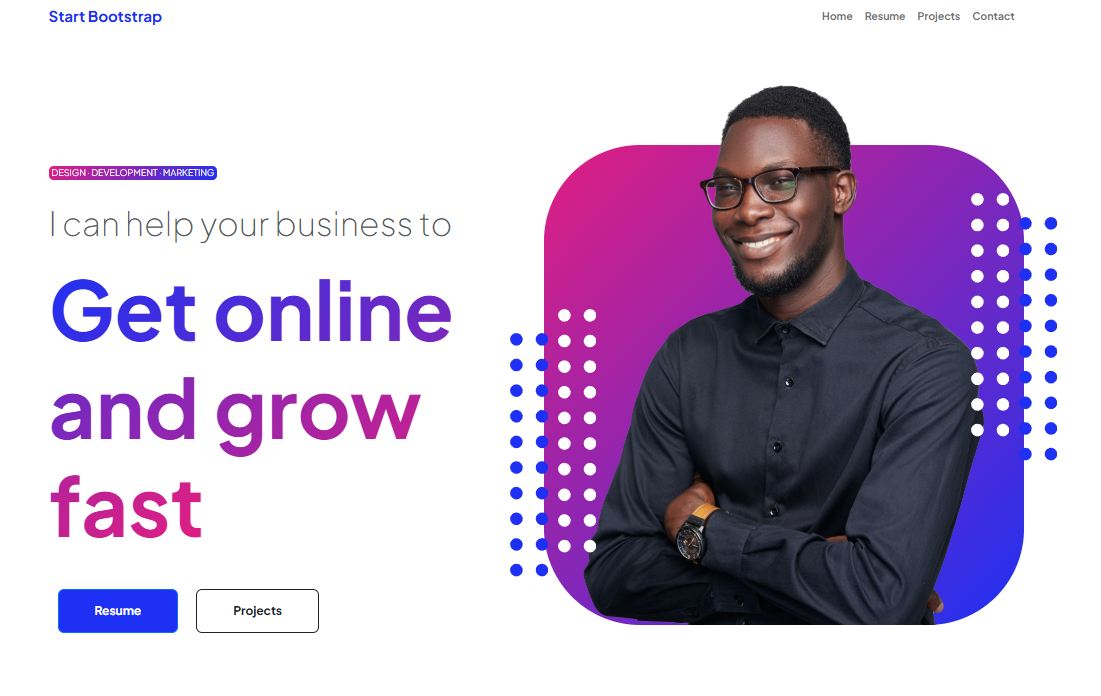 Start Bootstrap
Home Resume Projects Contact
DESIGN · DEVELOPMENT · MARKETING
I can help your business to
Get online
and grow
fast
Resume
Projects